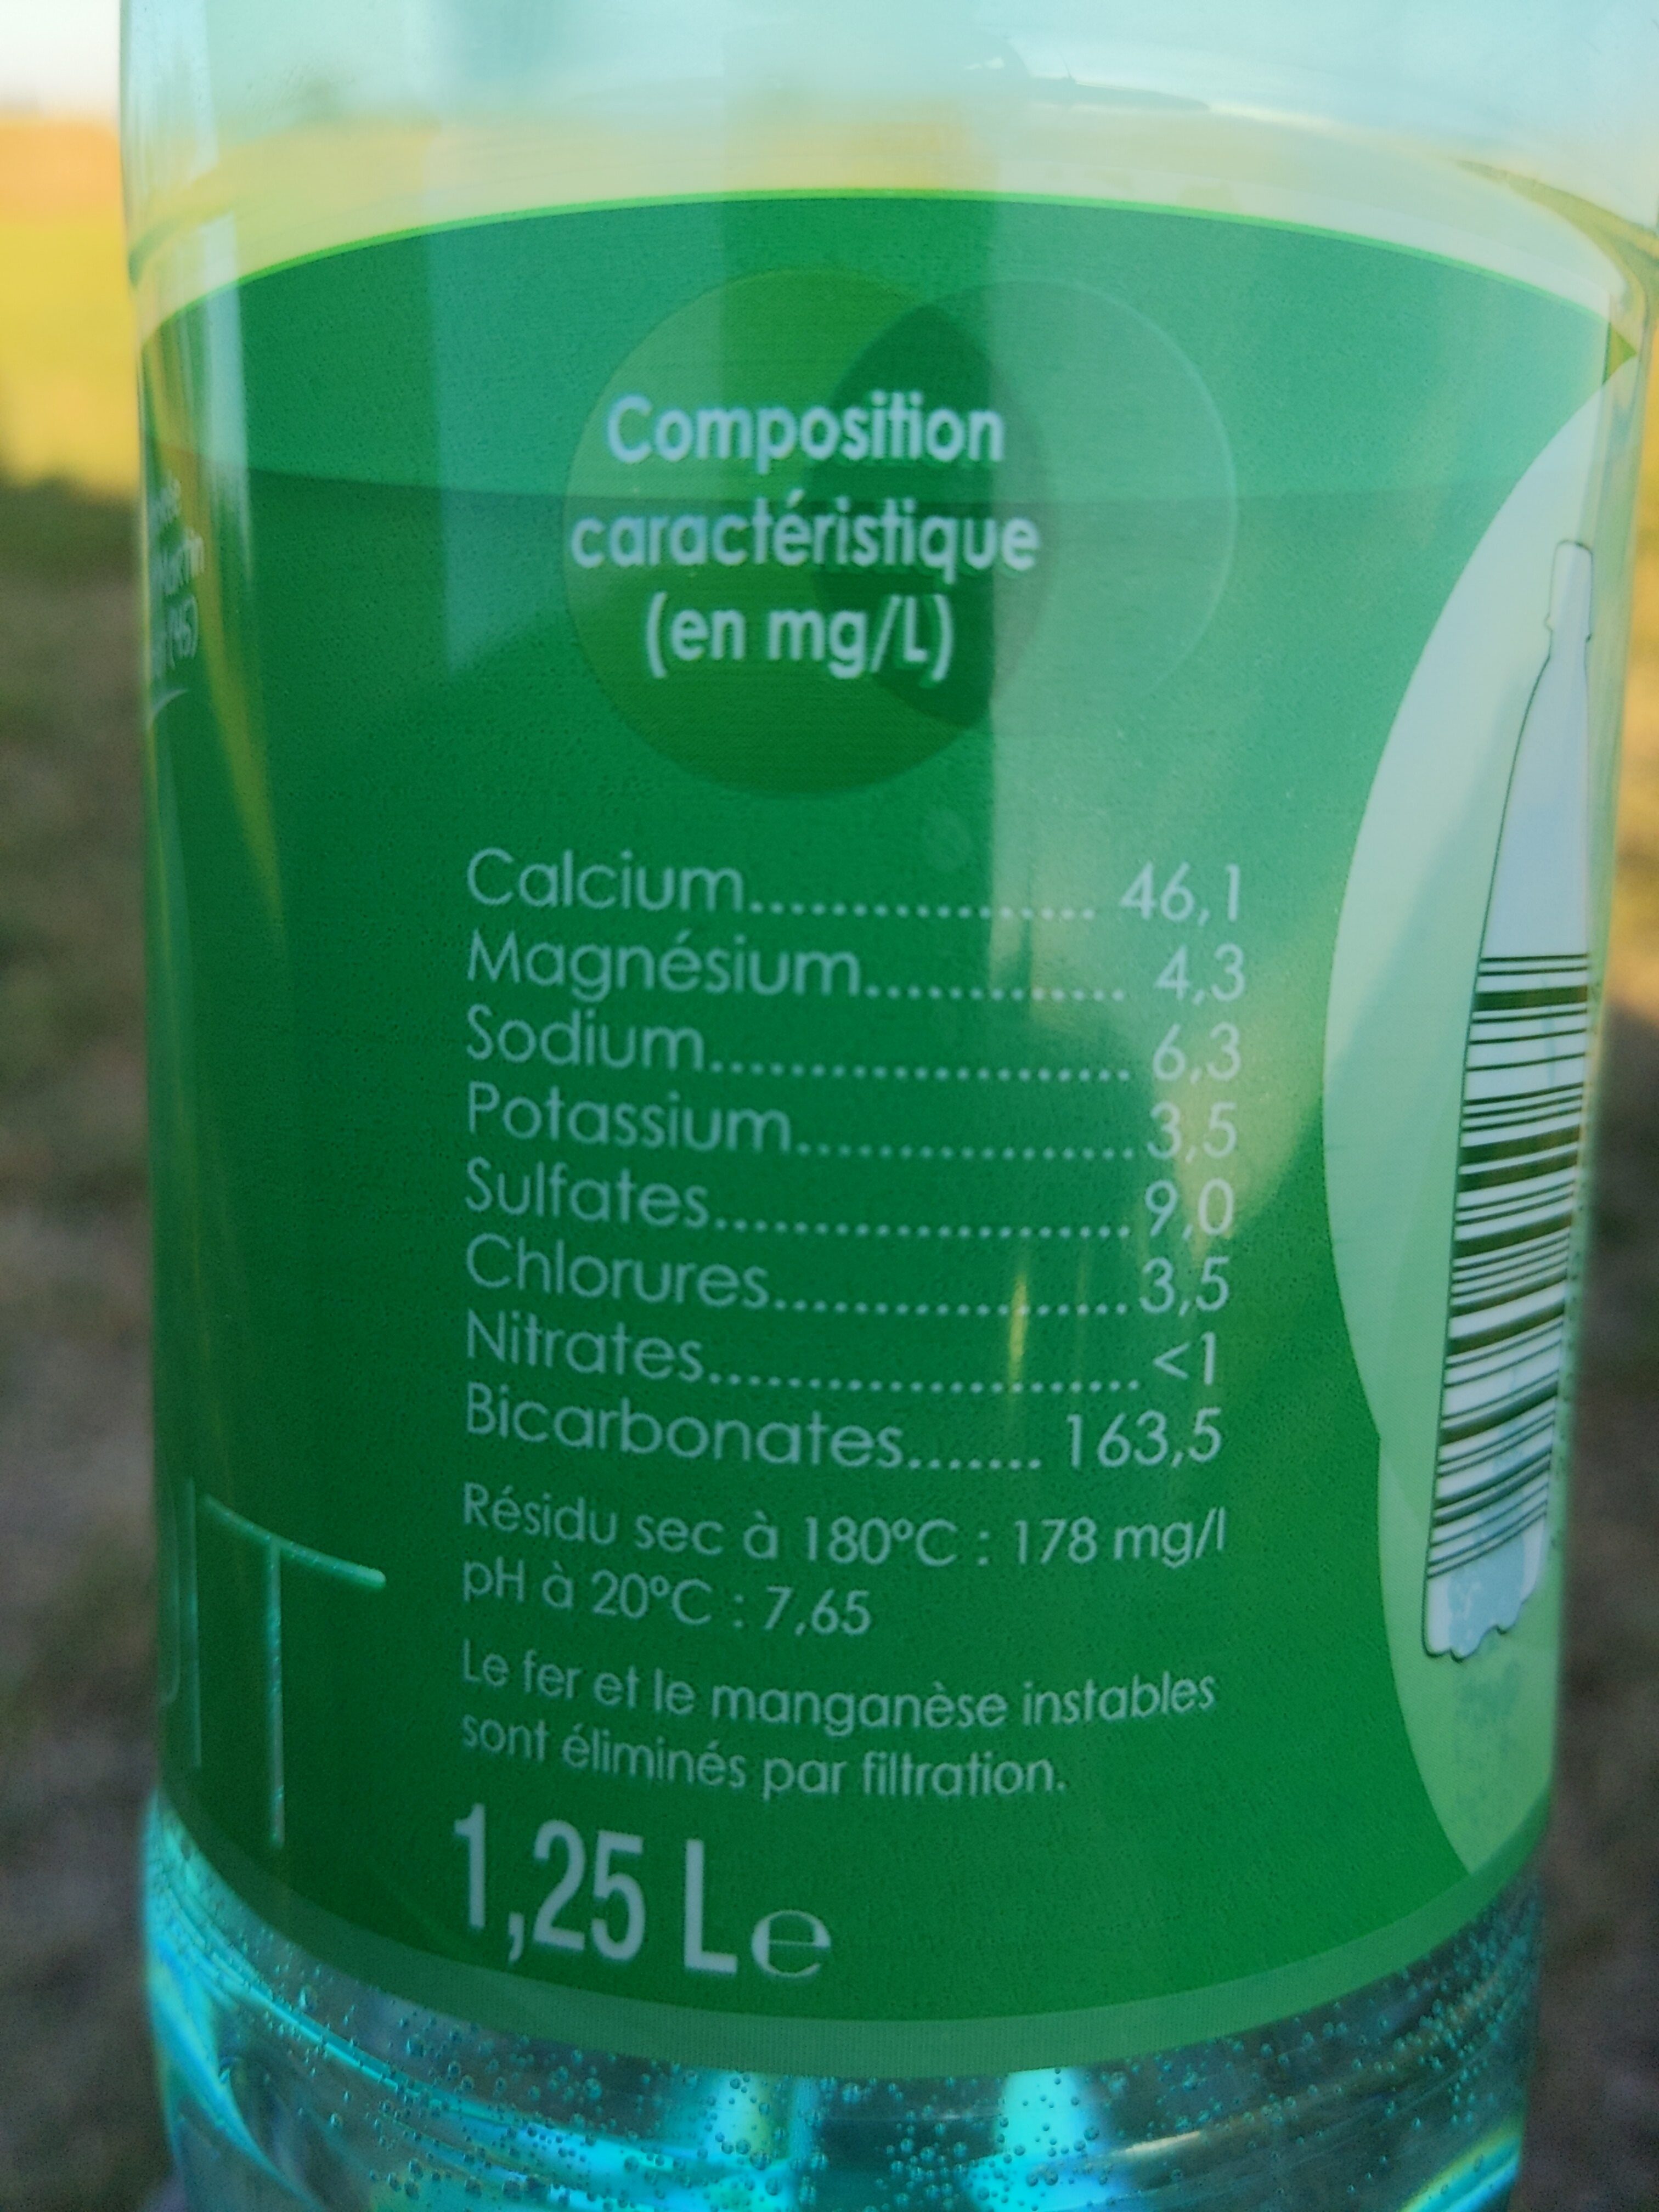 Composition
caractéristique
(en mg/L)
Calcium.................. 46,1
Magnésium............. 4,3
Sodium...................... 6,3
Potassium.................3,5
Sulfates..................... 9,0
Chlorures..................3,5
Nitrates...................... <1
Bicarbonates....... 163,5
Résidu sec à 180°C : 178 mg/l
pH à 20°C : 7,65
Le fer et le manganèse instables
sont éliminés par filtration.
1,25 L e
(45)
IT